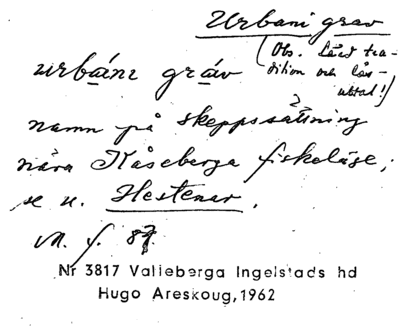 Urbani grav
(Obs. lärd tra-
dition och läs-
uttal!)
urbáni gráv
namn på skeppssättning
nära Kåseberga fiskeläge;
se u. Hestenar.
M. f. 87.
Nr 3817 Valleberga Ingelstads hd
Hugo Areskoug, 1962